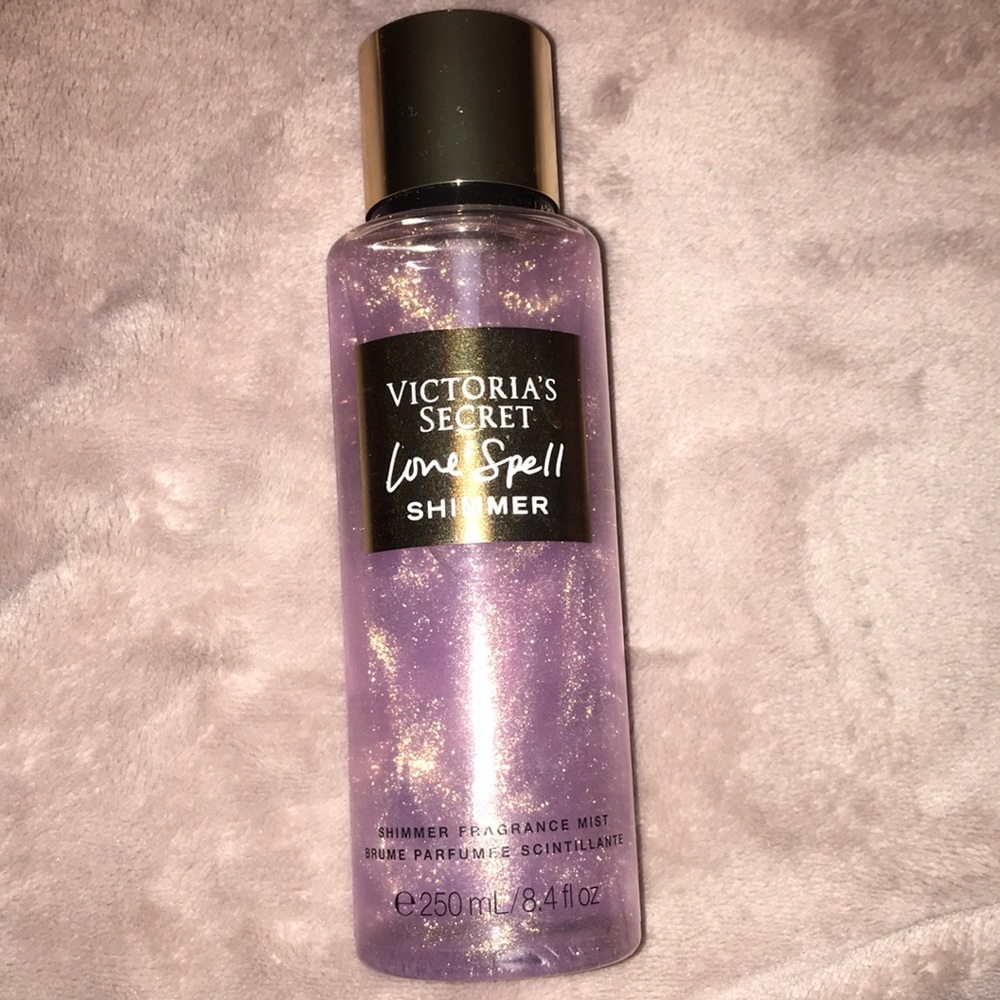 VICTORIA'S
SECRET
Love Spell
SHIMMER
SHIMMER FRAGRANCE MIST
BRUME PARFUMÉE SCINTILLANTE
℮ 250 mL/8.4 fl oz